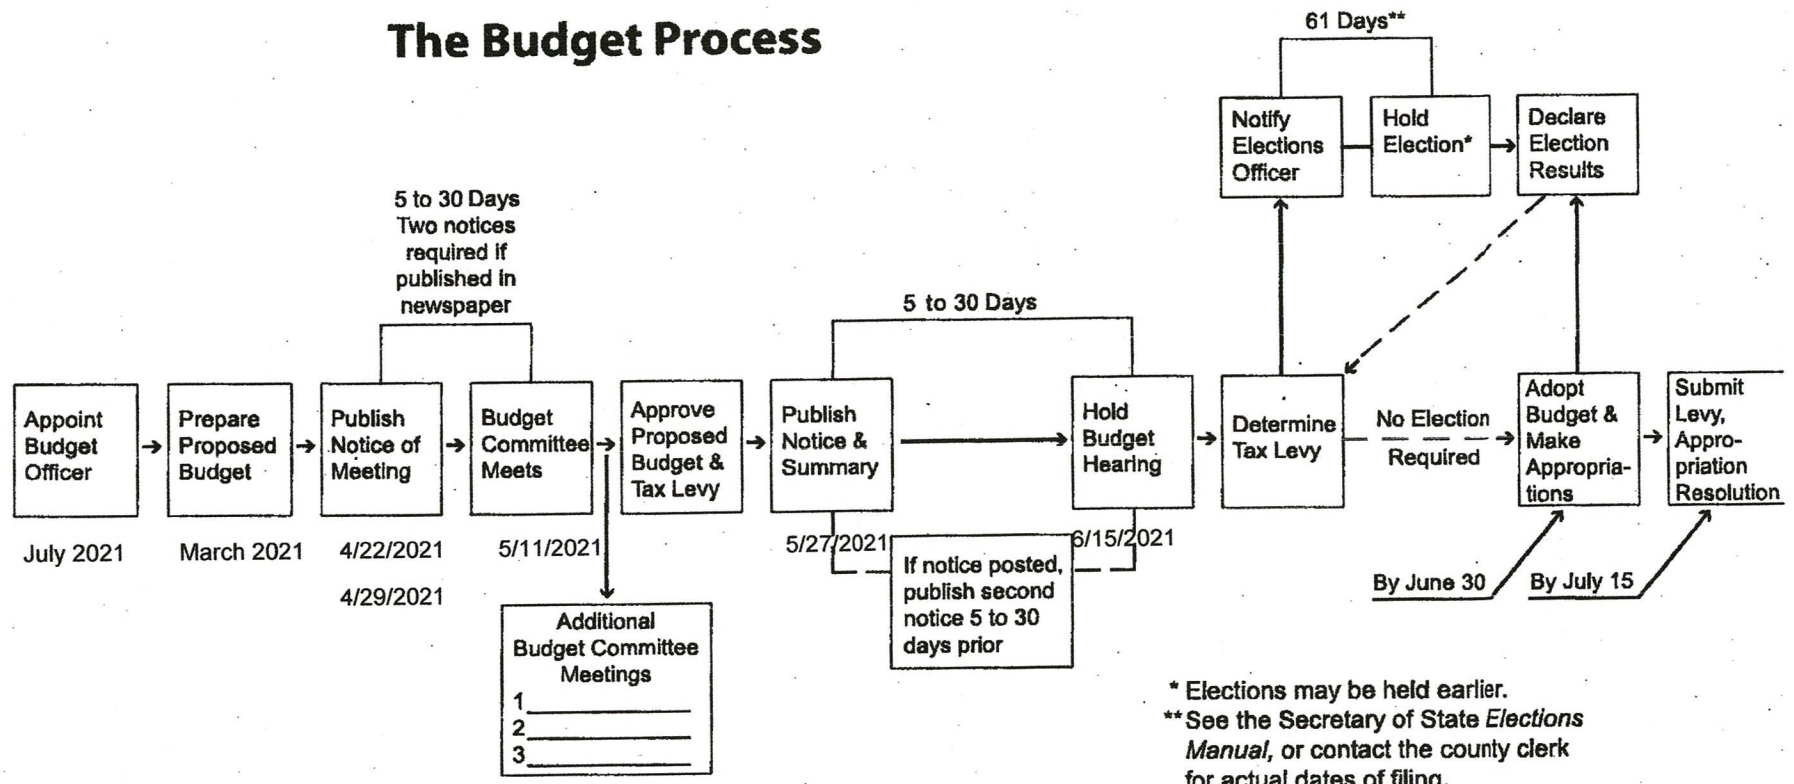 The Budget Process
61 Days**
Notify
Elections
Officer
Hold
Election*
Declare
Election
Results
5 to 30 Days
Two notices
required if
published in
newspaper
5 to 30 Days
Appoint
Budget
Officer
Prepare
Proposed
Budget
Publish
Notice of
Meeting
Budget
Committee
Meets
Approve
Proposed
Budget &
Tax Levy
Publish
Notice &
Summary
Hold
Budget
Hearing
Determine
Tax Levy
No Election
Required
Adopt
Budget &
Make
Appropria-
tions
Submit
Levy,
Appro-
priation
Resolution
July 2021
March 2021
4/22/2021
4/29/2021
5/11/2021
5/27/2021
6/15/2021
If notice posted,
publish second
notice 5 to 30
days prior
By June 30
By July 15
Additional
Budget Committee
Meetings
1
2
3
* Elections may be held earlier.
**See the Secretary of State Elections
Manual, or contact the county clerk
for actual dates of filing.